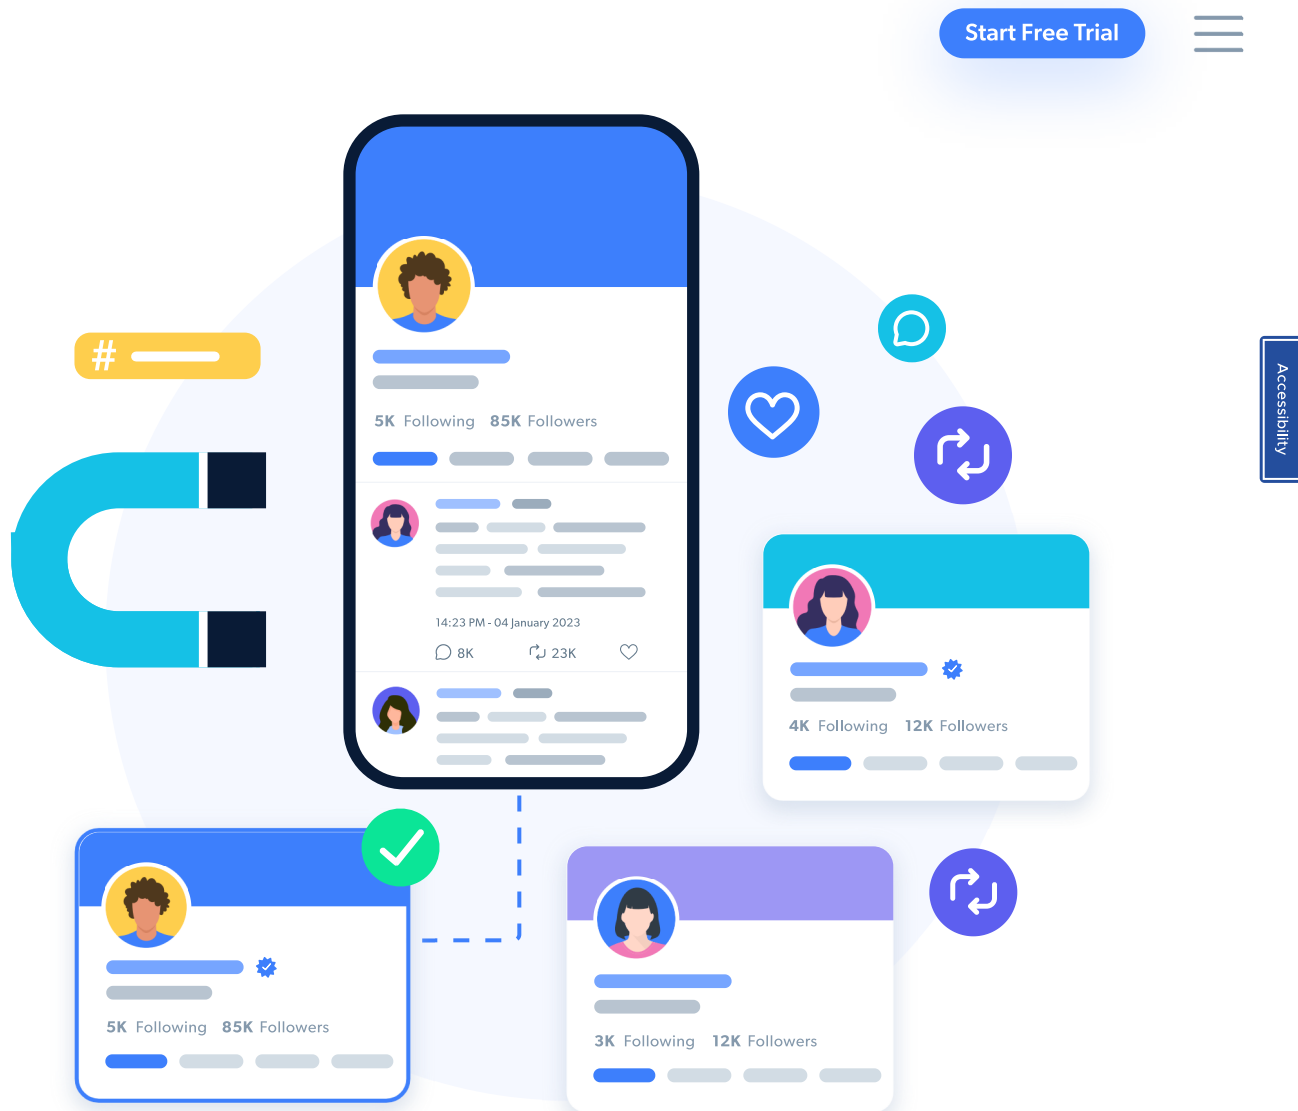 Start Free Trial
#
5K Following 85K Followers
Accessibility
14:23 PM - 04 January 2023
8K 23K
4K Following 12K Followers
5K Following 85K Followers
3K Following 12K Followers